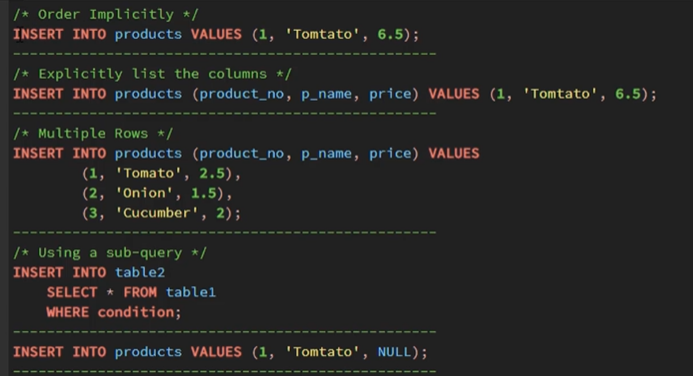 /* Order Implicitly */
INSERT INTO products VALUES (1, 'Tomtato', 6.5);
--------------------------------------------------
/* Explicitly list the columns */
INSERT INTO products (product_no, p_name, price) VALUES (1, 'Tomtato', 6.5);
--------------------------------------------------
/* Multiple Rows */
INSERT INTO products (product_no, p_name, price) VALUES
(1, 'Tomato', 2.5),
(2, 'Onion', 1.5),
(3, 'Cucumber', 2);
--------------------------------------------------
/* Using a sub-query */
INSERT INTO table2
SELECT * FROM table1
WHERE condition;
--------------------------------------------------
INSERT INTO products VALUES (1, 'Tomtato', NULL);
--------------------------------------------------